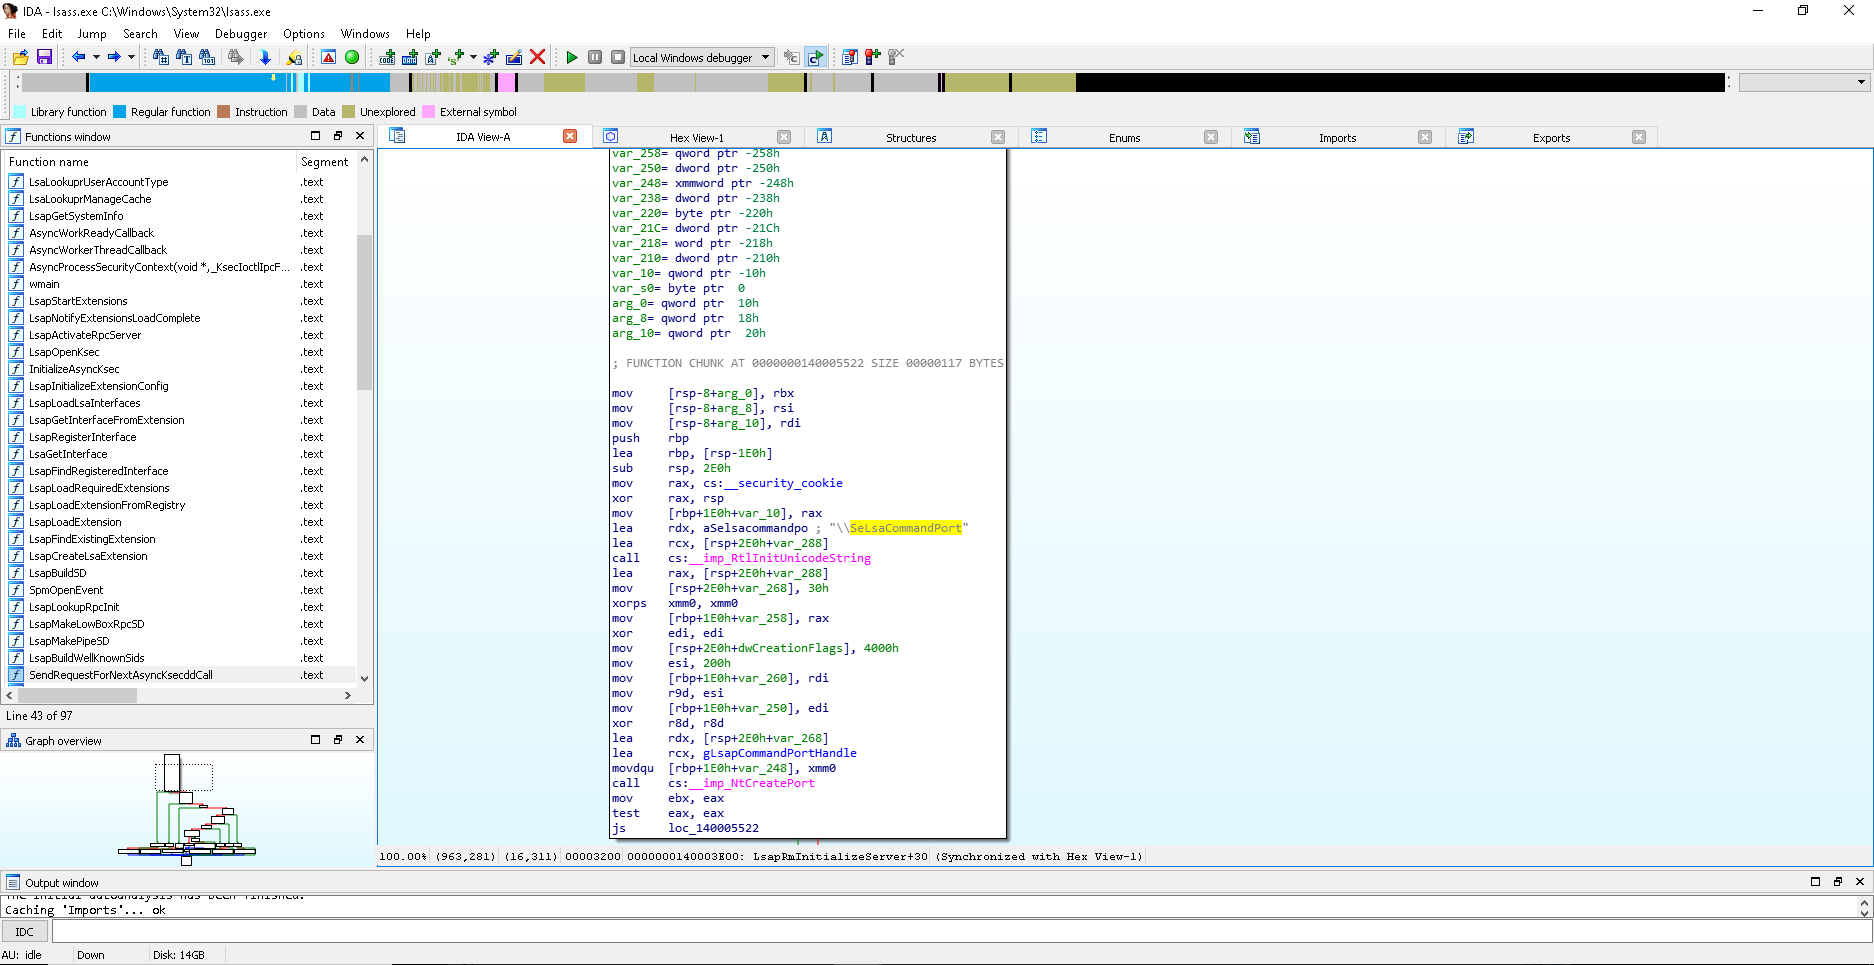 IDA - lsass.exe C:\Windows\System32\lsass.exe
File Edit Jump Search View Debugger Options Windows Help
Local Windows debugger
Library function Regular function Instruction Data Unexplored External symbol
Functions window
Function name Segment
LsaLookuprUserAccountType .text
LsaLookuprManageCache .text
LsapGetSystemInfo .text
AsyncWorkReadyCallback .text
AsyncWorkerThreadCallback .text
AsyncProcessSecurityContext(void *,_KsecIoctlIpcF... .text
wmain .text
LsapStartExtensions .text
LsapNotifyExtensionsLoadComplete .text
LsapActivateRpcServer .text
LsapOpenKsec .text
InitializeAsyncKsec .text
LsapInitializeExtensionConfig .text
LsapLoadLsaInterfaces .text
LsapGetInterfaceFromExtension .text
LsapRegisterInterface .text
LsaGetInterface .text
LsapFindRegisteredInterface .text
LsapLoadRequiredExtensions .text
LsapLoadExtensionFromRegistry .text
LsapLoadExtension .text
LsapFindExistingExtension .text
LsapCreateLsaExtension .text
LsapBuildSD .text
SpmOpenEvent .text
LsapLookupRpcInit .text
LsapMakeLowBoxRpcSD .text
LsapMakePipeSD .text
LsapBuildWellKnownSids .text
SendRequestForNextAsyncKsecddCall .text
Line 43 of 97
Graph overview
IDA View-A Hex View-1 Structures Enums Imports Exports
var_258= qword ptr -258h
var_250= dword ptr -250h
var_248= xmmword ptr -248h
var_238= dword ptr -238h
var_220= byte ptr -220h
var_21C= dword ptr -21Ch
var_218= word ptr -218h
var_210= dword ptr -210h
var_10= qword ptr -10h
var_s0= byte ptr  0
arg_0= qword ptr  10h
arg_8= qword ptr  18h
arg_10= qword ptr  20h
; FUNCTION CHUNK AT 0000000140005522 SIZE 00000117 BYTES
mov     [rsp-8+arg_0], rbx
mov     [rsp-8+arg_8], rsi
mov     [rsp-8+arg_10], rdi
push    rbp
lea     rbp, [rsp-1E0h]
sub     rsp, 2E0h
mov     rax, cs:__security_cookie
xor     rax, rsp
mov     [rbp+1E0h+var_10], rax
lea     rdx, aSelsacommandpo ; "\\SeLsaCommandPort"
lea     rcx, [rsp+2E0h+var_288]
call    cs:__imp_RtlInitUnicodeString
lea     rax, [rsp+2E0h+var_288]
mov     [rsp+2E0h+var_268], 30h
xorps   xmm0, xmm0
mov     [rbp+1E0h+var_258], rax
xor     edi, edi
mov     [rsp+2E0h+dwCreationFlags], 4000h
mov     esi, 200h
mov     [rbp+1E0h+var_260], rdi
mov     r9d, esi
mov     [rbp+1E0h+var_250], edi
xor     r8d, r8d
lea     rdx, [rsp+2E0h+var_268]
lea     rcx, gLsapCommandPortHandle
movdqu  [rbp+1E0h+var_248], xmm0
call    cs:__imp_NtCreatePort
mov     ebx, eax
test    eax, eax
js      loc_140005522
100.00% (963,281) (16,311) 00003200 0000000140003E00: LsapRmInitializeServer+30 (Synchronized with Hex View-1)
Output window
The initial autoanalysis has been finished.
Caching 'Imports'... ok
IDC
AU: idle Down Disk: 14GB